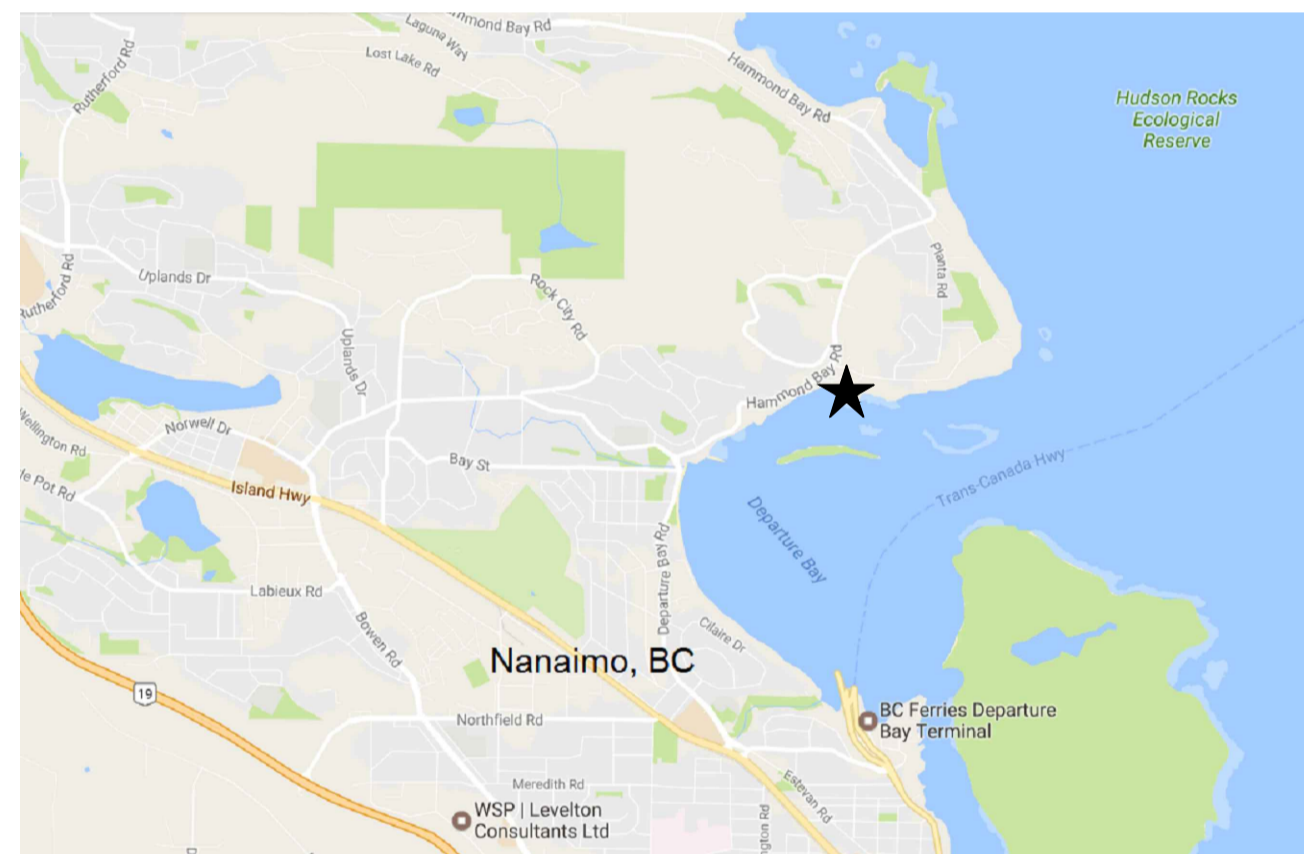 mmond Bay Rd
Laguna Way
Lost Lake Rd
Rutherford Rd
Hammond Bay Rd
Hudson Rocks
Ecological
Reserve
Planta Rd
Rutherford Rd
Uplands Dr
Rock City Rd
Uplands Dr
Hammond Bay Rd
Wellington Rd
Norwell Dr
Bay St
Island Hwy
le Pot Rd
Trans-Canada Hwy
Departure Bay
Departure Bay Rd
Labieux Rd
Bowen Rd
Cilaire Dr
Nanaimo, BC
19
Northfield Rd
BC Ferries Departure
Bay Terminal
Meredith Rd
Estevan Rd
WSP | Levelton
Consultants Ltd
ngton Rd